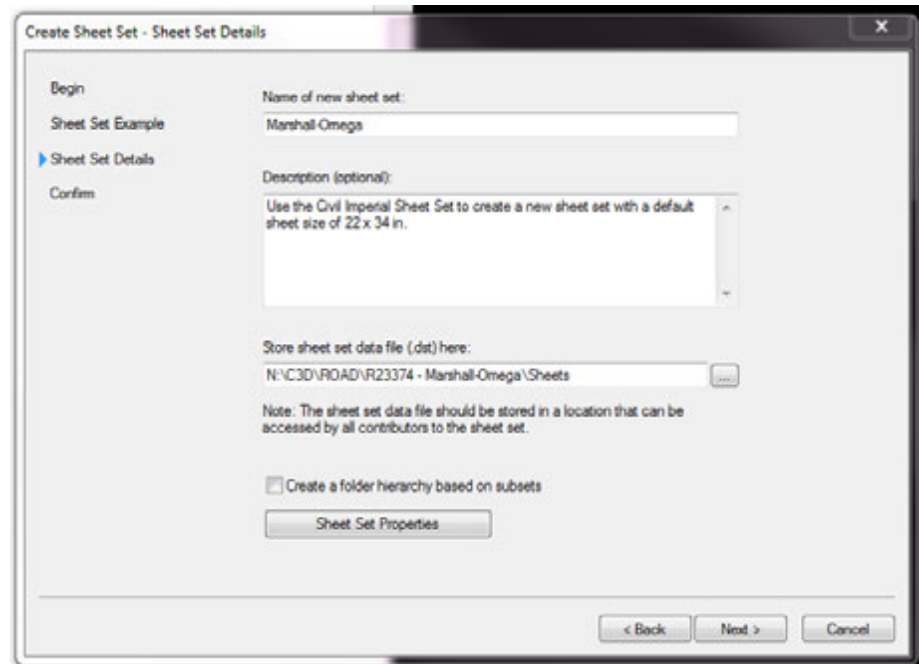 Create Sheet Set - Sheet Set Details
Begin
Sheet Set Example
Sheet Set Details
Confirm
Name of new sheet set:
Marshall-Omega
Description (optional):
Use the Civil Imperial Sheet Set to create a new sheet set with a default
sheet size of 22 x 34 in.
Store sheet set data file (.dst) here:
N:\C3D\ROAD\R23374 - Marshall-Omega\Sheets
...
Note: The sheet set data file should be stored in a location that can be
accessed by all contributors to the sheet set.
Create a folder hierarchy based on subsets
Sheet Set Properties
< Back
Next >
Cancel